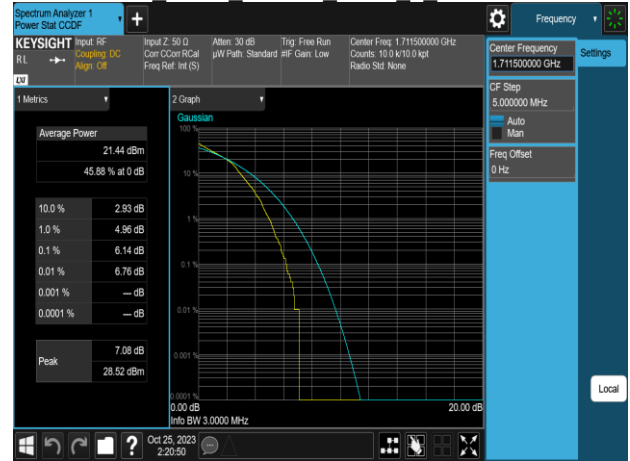 Spectrum Analyzer 1
Power Stat CCDF
+
Frequency
KEYSIGHT
RL
LXI
Input: RF
Coupling: DC
Align: Off
Input Z: 50 Ω
Corr CCorr RCal
Freq Ref: Int (S)
Atten: 30 dB
µW Path: Standard
Trig: Free Run
#IF Gain: Low
Center Freq: 1.711500000 GHz
Counts: 10.0 k/10.0 kpt
Radio Std: None
Center Frequency
1.711500000 GHz
Settings
CF Step
5.000000 MHz
Auto
Man
Freq Offset
0 Hz
1 Metrics
Average Power
21.44 dBm
45.88 % at 0 dB
10.0 % 2.93 dB
1.0 % 4.96 dB
0.1 % 6.14 dB
0.01 % 6.76 dB
0.001 % --- dB
0.0001 % --- dB
Peak
7.08 dB
28.52 dBm
2 Graph
Gaussian
100 %
10 %
1 %
0.1 %
0.01 %
0.001 %
0.0001 %
0.00 dB
20.00 dB
Info BW 3.0000 MHz
Local
?
Oct 25, 2023
2:20:50